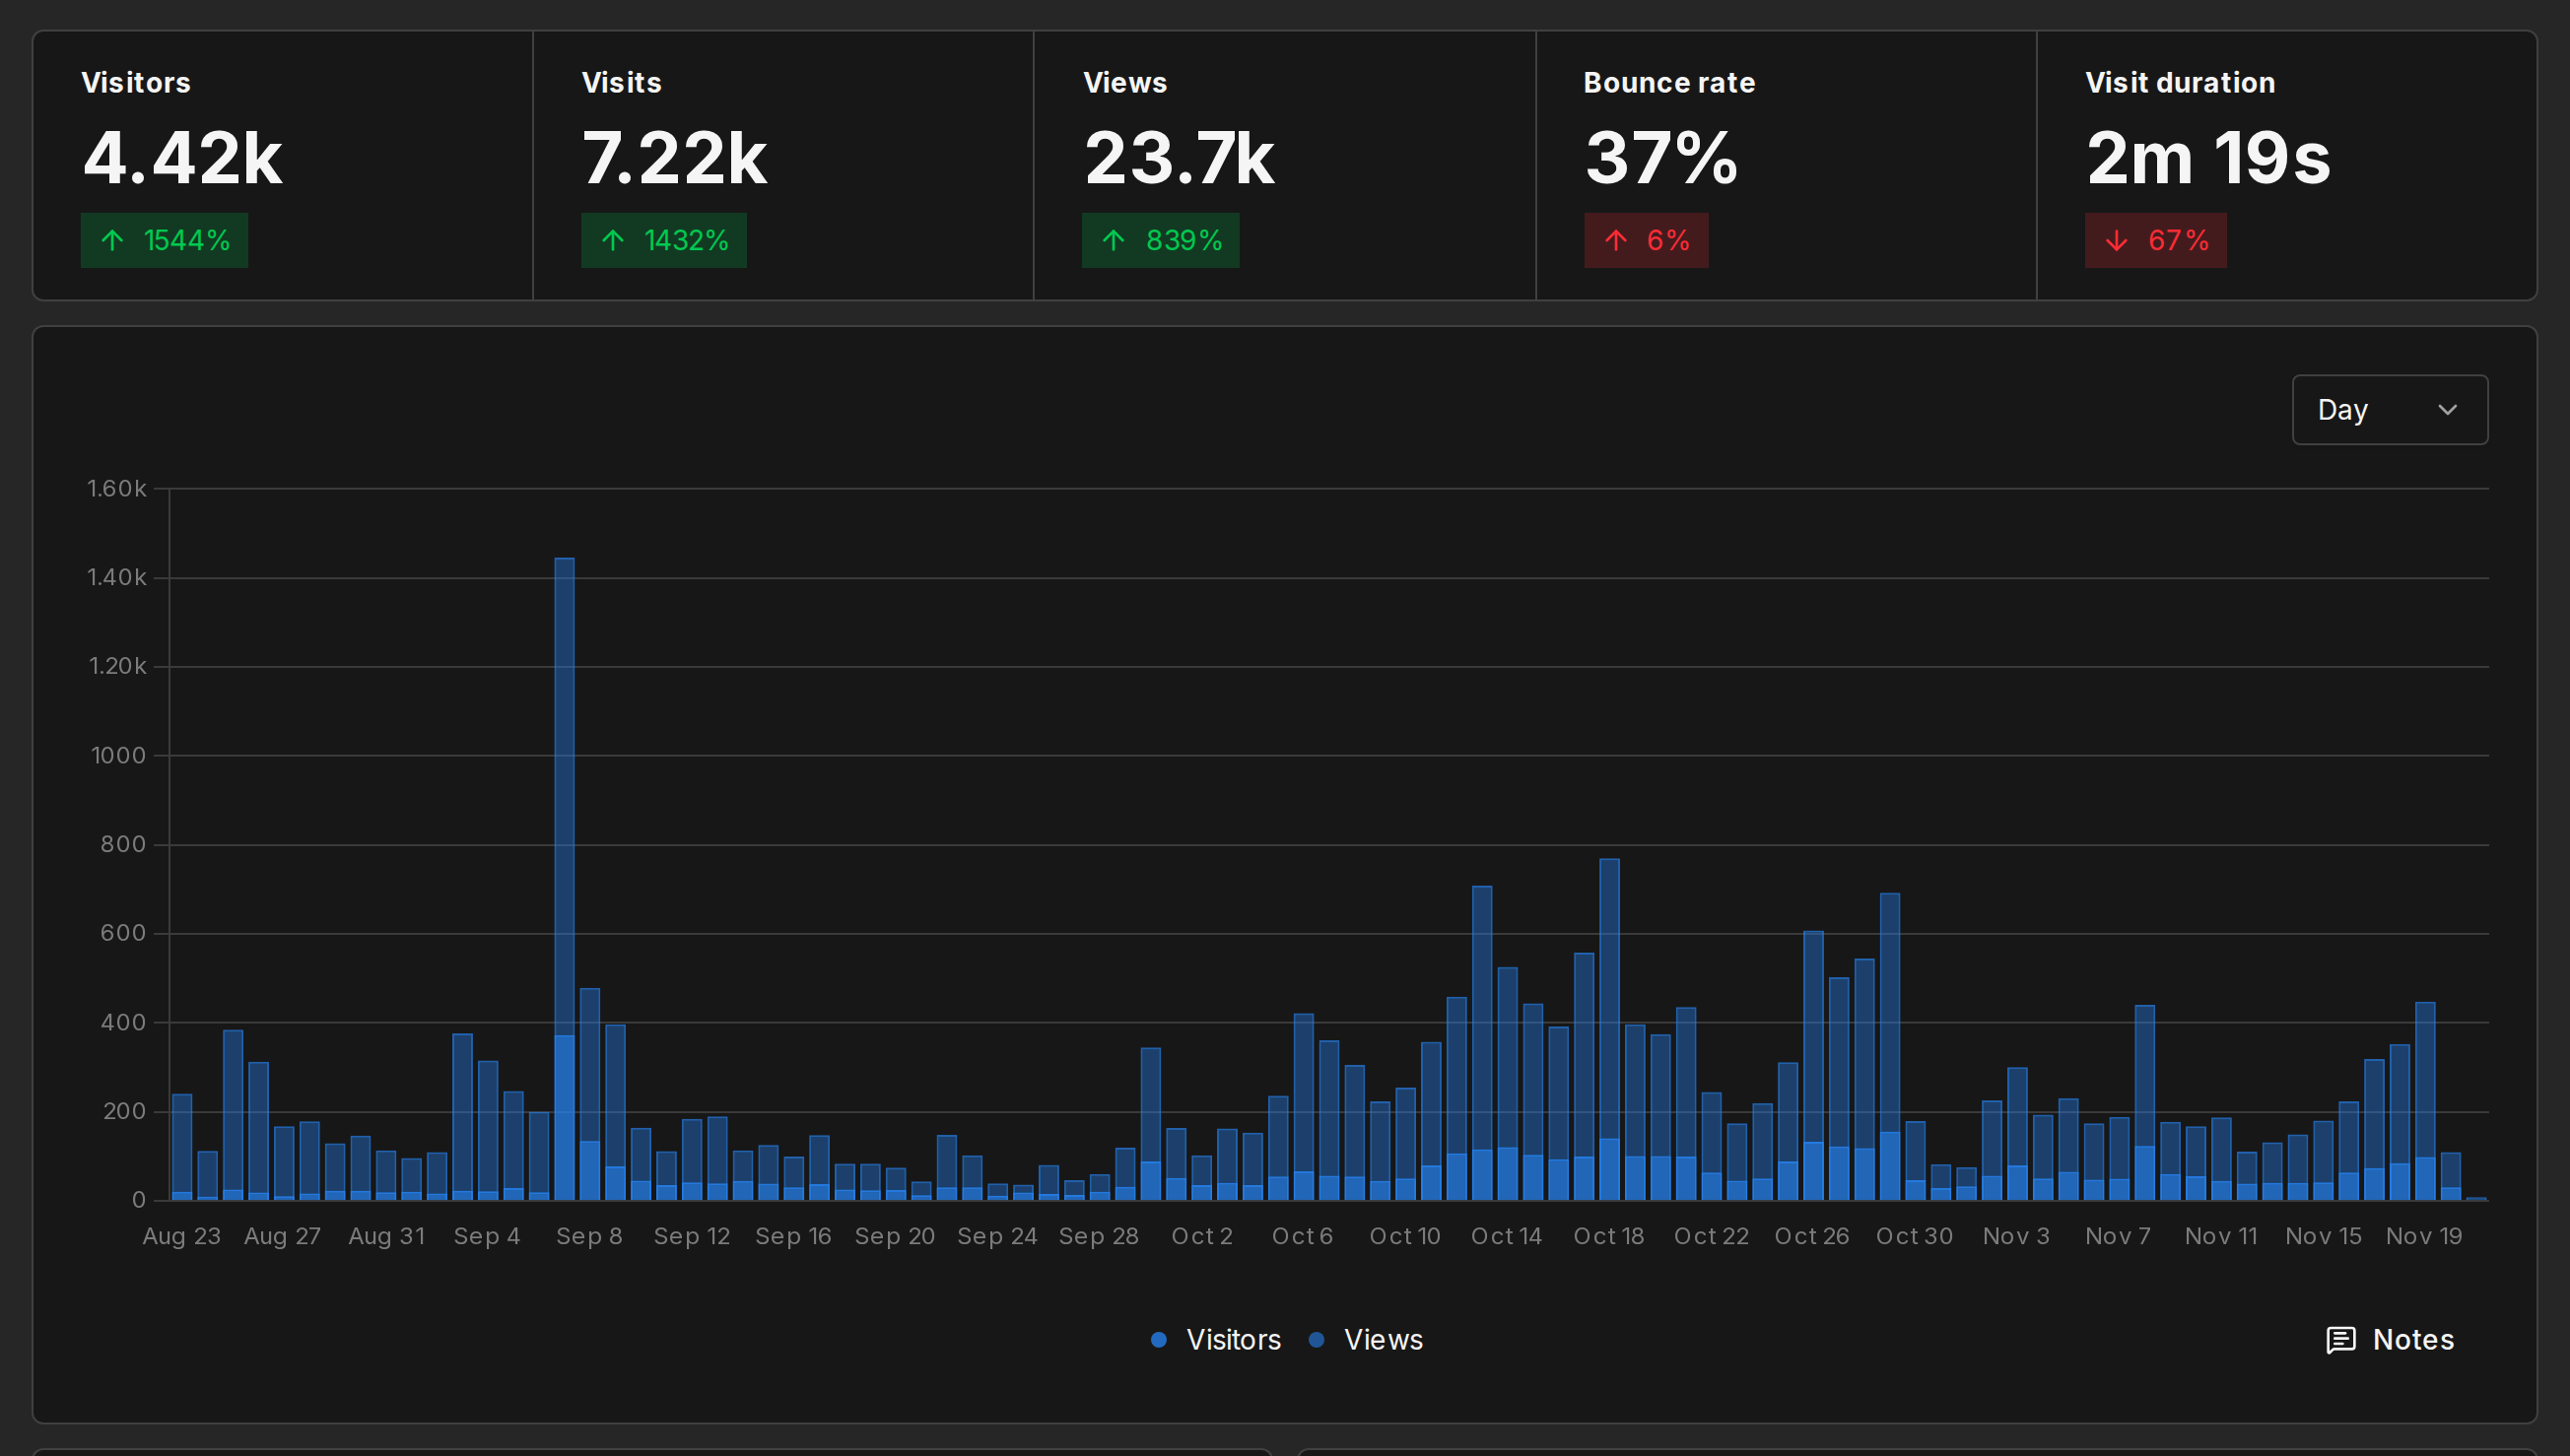 Visitors
4.42k
↑ 1544%
Visits
7.22k
↑ 1432%
Views
23.7k
↑ 839%
Bounce rate
37%
↑ 6%
Visit duration
2m 19s
↓ 67%
Day
1.60k
1.40k
1.20k
1000
800
600
400
200
0
Aug 23 Aug 27 Aug 31 Sep 4 Sep 8 Sep 12 Sep 16 Sep 20 Sep 24 Sep 28 Oct 2 Oct 6 Oct 10 Oct 14 Oct 18 Oct 22 Oct 26 Oct 30 Nov 3 Nov 7 Nov 11 Nov 15 Nov 19
Visitors Views
Notes